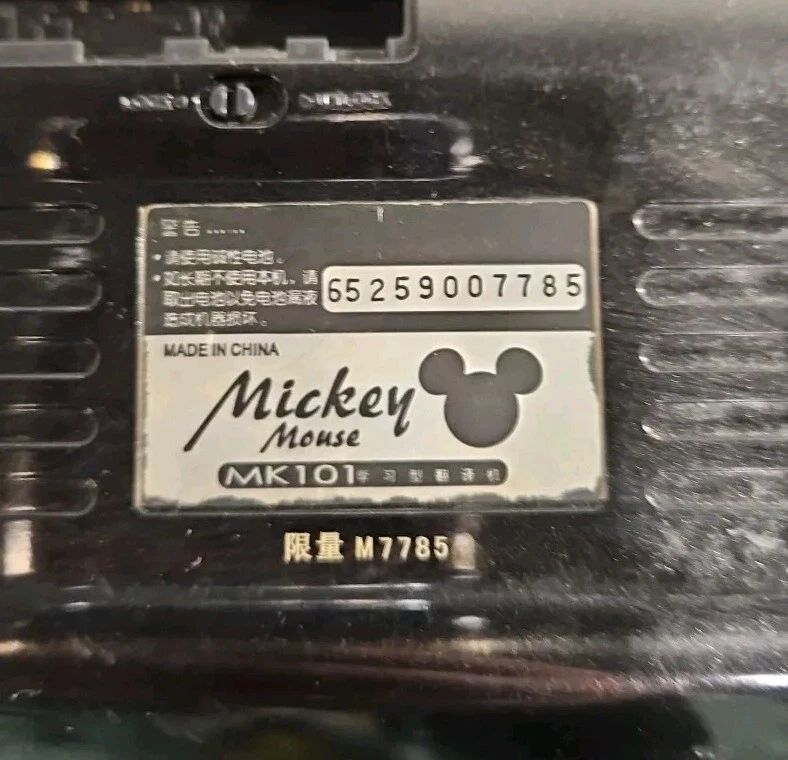 警告......
•请使用碱性电池。
•如长期不使用本机,请
取出电池以免电池漏液
造成机器损坏。
65259007785
MADE IN CHINA
Mickey
Mouse
MK101学习型翻译机
限量 M7785